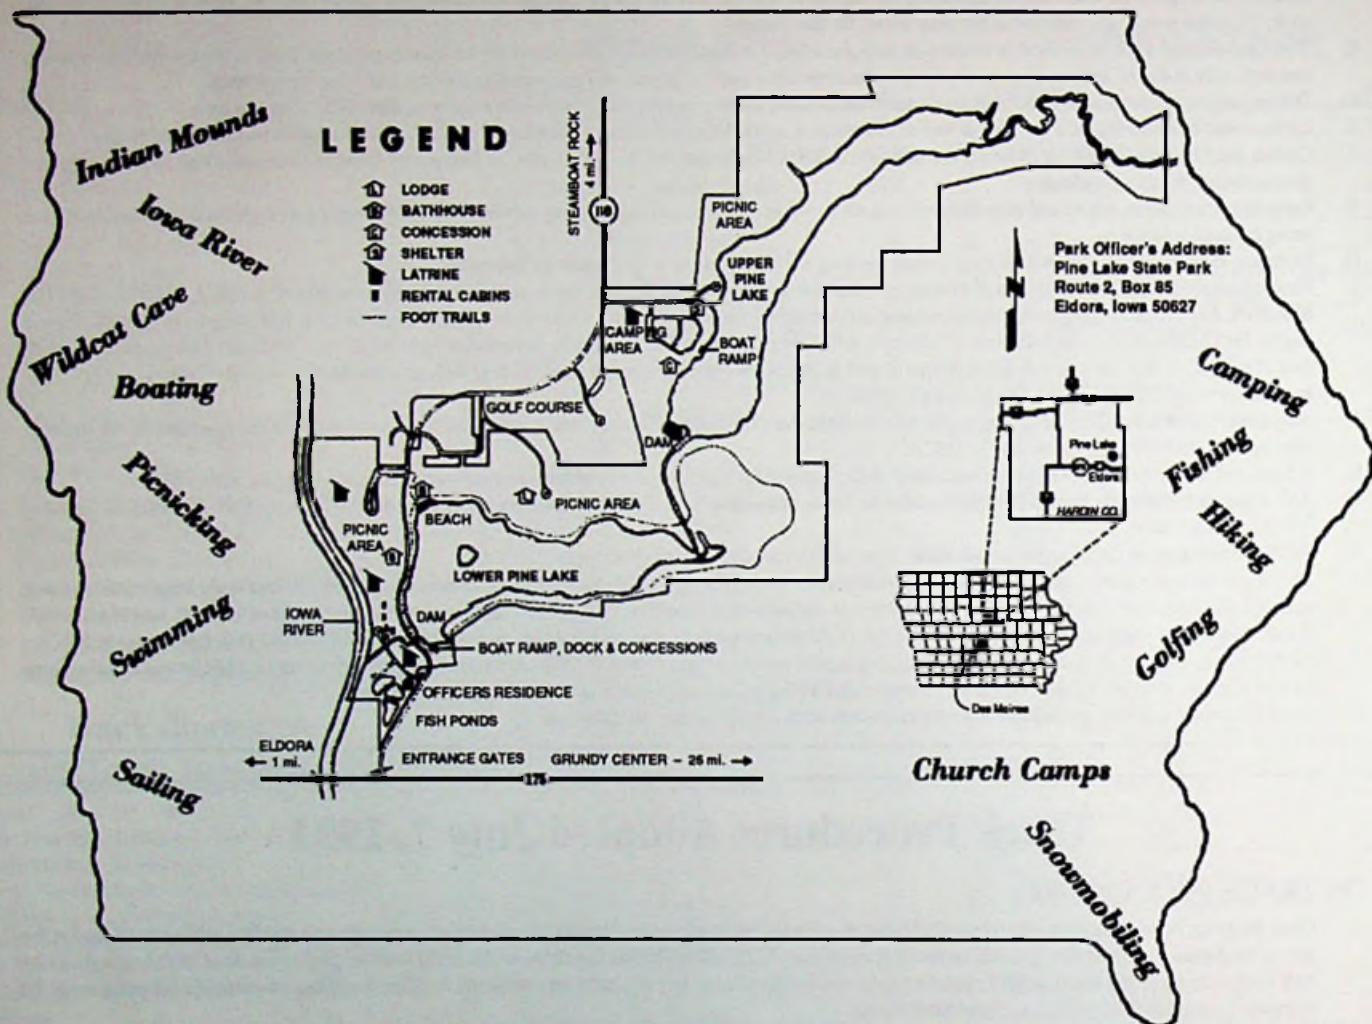 Indian Mounds
Iowa River
Wildcat Cave
Boating
Picnicking
Swimming
Sailing
LEGEND
LODGE
BATHHOUSE
CONCESSION
SHELTER
LATRINE
RENTAL CABINS
FOOT TRAILS
STEAMBOAT ROCK
4 mi.
118
PICNIC
AREA
UPPER
PINE
LAKE
CAMPING
AREA
BOAT
RAMP
GOLF COURSE
DAM
PICNIC AREA
BEACH
PICNIC
AREA
LOWER PINE LAKE
IOWA
RIVER
DAM
BOAT RAMP, DOCK & CONCESSIONS
OFFICERS RESIDENCE
FISH PONDS
ELDORA
1 mi.
ENTRANCE GATES
GRUNDY CENTER – 26 mi.
175
N
Park Officer's Address:
Pine Lake State Park
Route 2, Box 85
Eldora, Iowa 50627
Pine Lake
Eldora
HARDIN CO.
Des Moines
Camping
Fishing
Hiking
Golfing
Church Camps
Snowmobiling